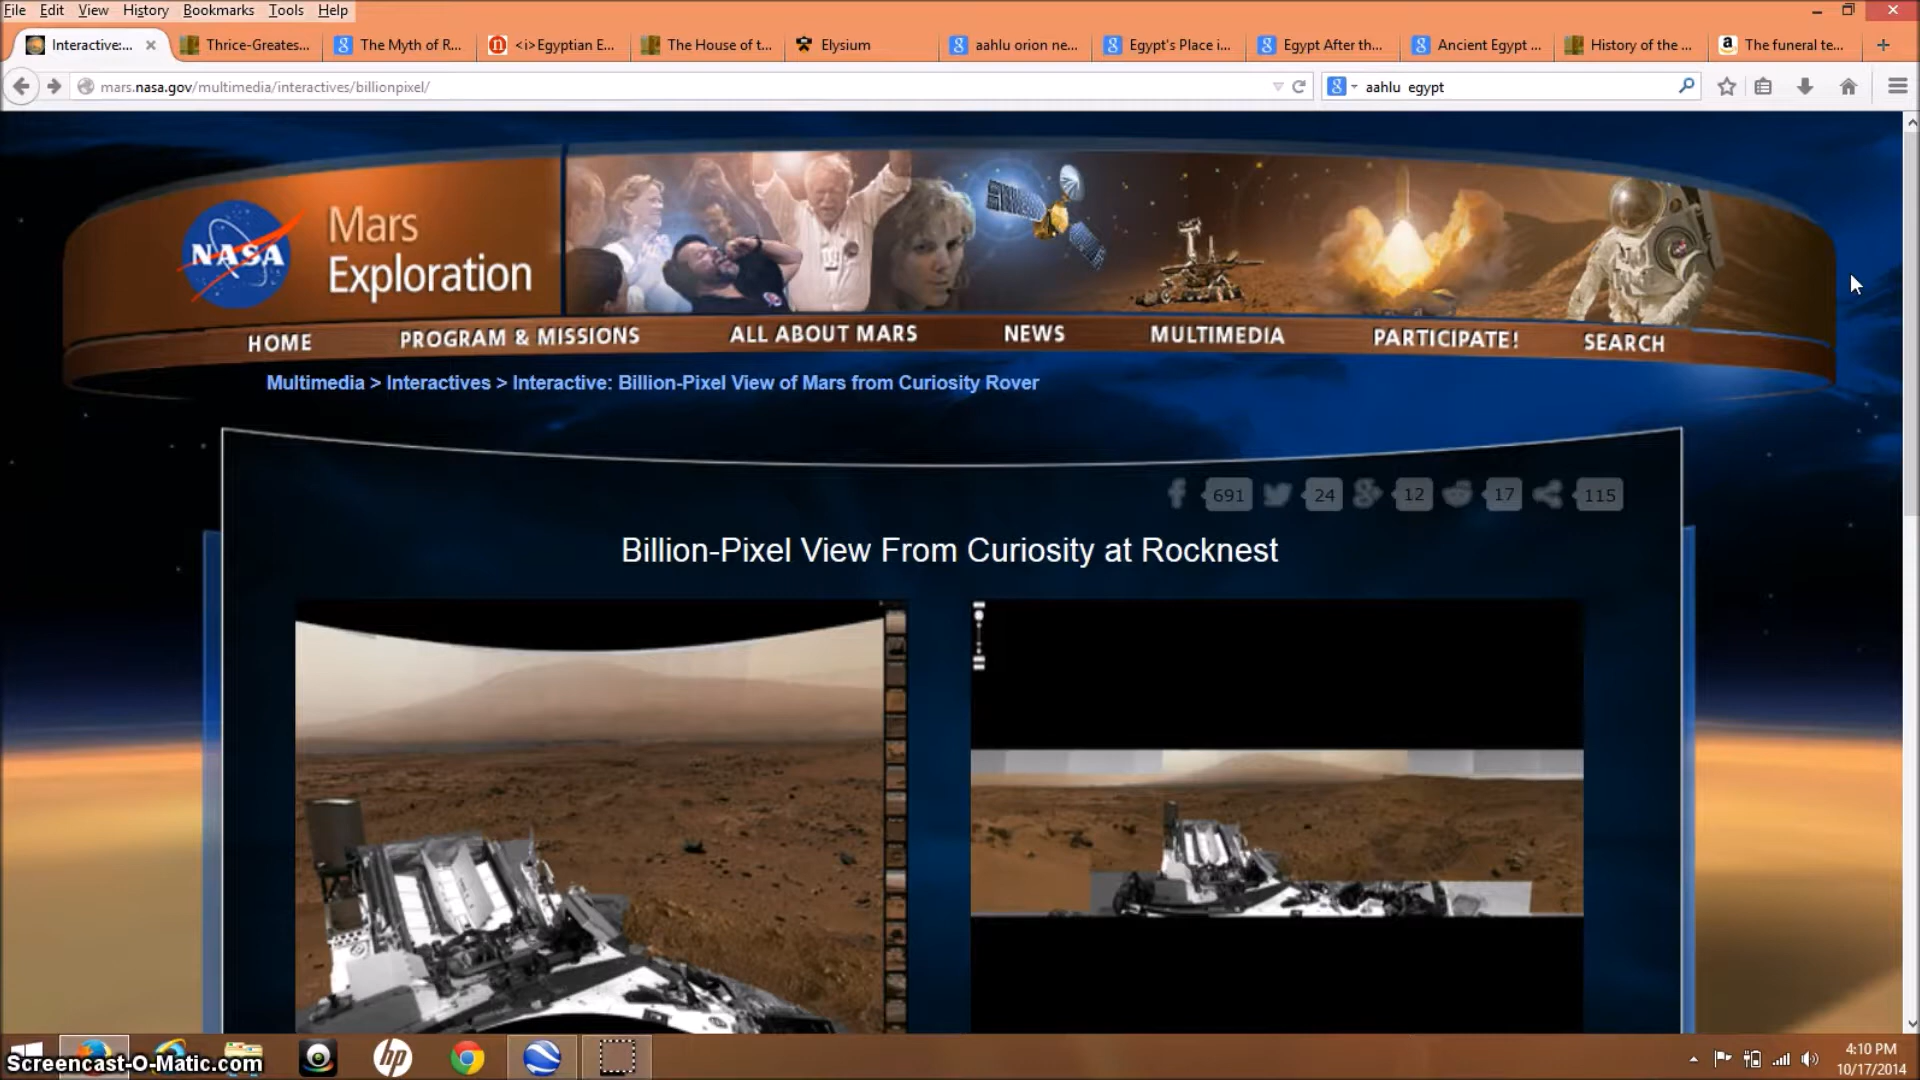 File Edit View History Bookmarks Tools Help
Interactive:... Thrice-Greates... The Myth of R... <i>Egyptian E... The House of t... Elysium aahlu orion ne... Egypt's Place i... Egypt After th... Ancient Egypt ... History of the ... The funeral te...
mars.nasa.gov/multimedia/interactives/billionpixel/ aahlu egypt
NASA
Mars
Exploration
HOME PROGRAM & MISSIONS ALL ABOUT MARS NEWS MULTIMEDIA PARTICIPATE! SEARCH
Multimedia > Interactives > Interactive: Billion-Pixel View of Mars from Curiosity Rover
691 24 12 17 115
Billion-Pixel View From Curiosity at Rocknest
Screencast-O-Matic.com
hp
4:10 PM
10/17/2014